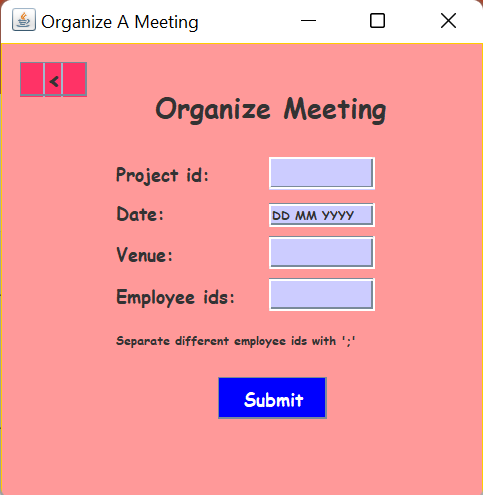 Organize A Meeting
<
Organize Meeting
Project id:
Date: DD MM YYYY
Venue:
Employee ids:
Separate different employee ids with ';'
Submit